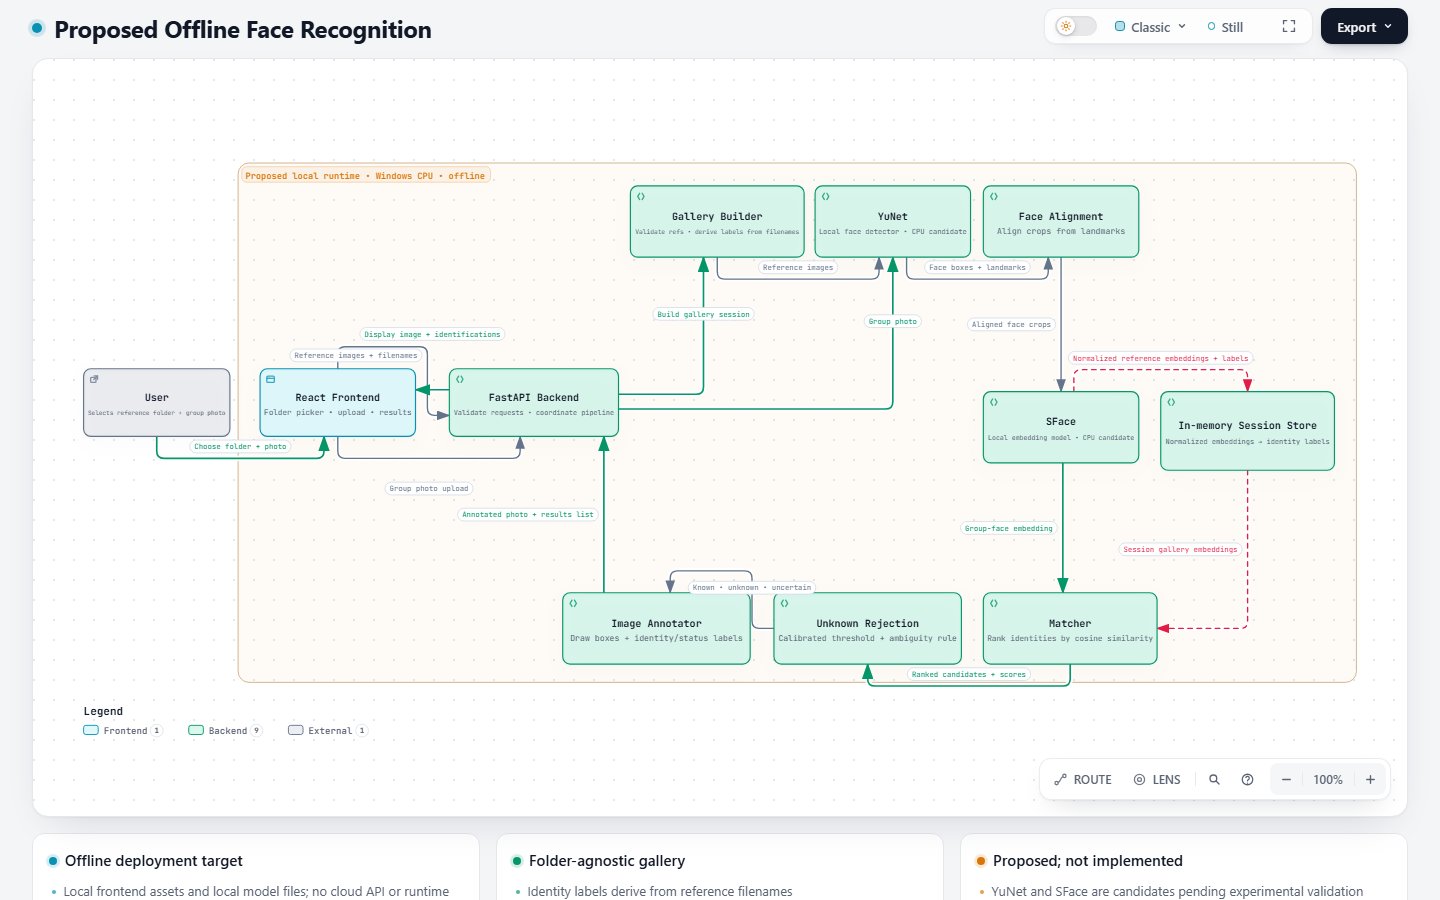 Proposed Offline Face Recognition
Classic
Still
Export
Proposed local runtime • Windows CPU • offline
Gallery Builder
Validate refs • derive labels from filenames
YuNet
Local face detector • CPU candidate
Face Alignment
Align crops from landmarks
Reference images
Face boxes + landmarks
Build gallery session
Group photo
Aligned face crops
Display image + identifications
Reference images + filenames
Normalized reference embeddings + labels
User
Selects reference folder + group photo
React Frontend
Folder picker • upload • results
FastAPI Backend
Validate requests • coordinate pipeline
SFace
Local embedding model • CPU candidate
In-memory Session Store
Normalized embeddings → identity labels
Choose folder + photo
Group photo upload
Annotated photo + results list
Group-face embedding
Session gallery embeddings
Known • unknown • uncertain
Image Annotator
Draw boxes + identity/status labels
Unknown Rejection
Calibrated threshold + ambiguity rule
Matcher
Rank identities by cosine similarity
Ranked candidates + scores
Legend
Frontend 1
Backend 9
External 1
ROUTE
LENS
− 100% +
Offline deployment target
Local frontend assets and local model files; no cloud API or runtime
Folder-agnostic gallery
Identity labels derive from reference filenames
Proposed; not implemented
YuNet and SFace are candidates pending experimental validation